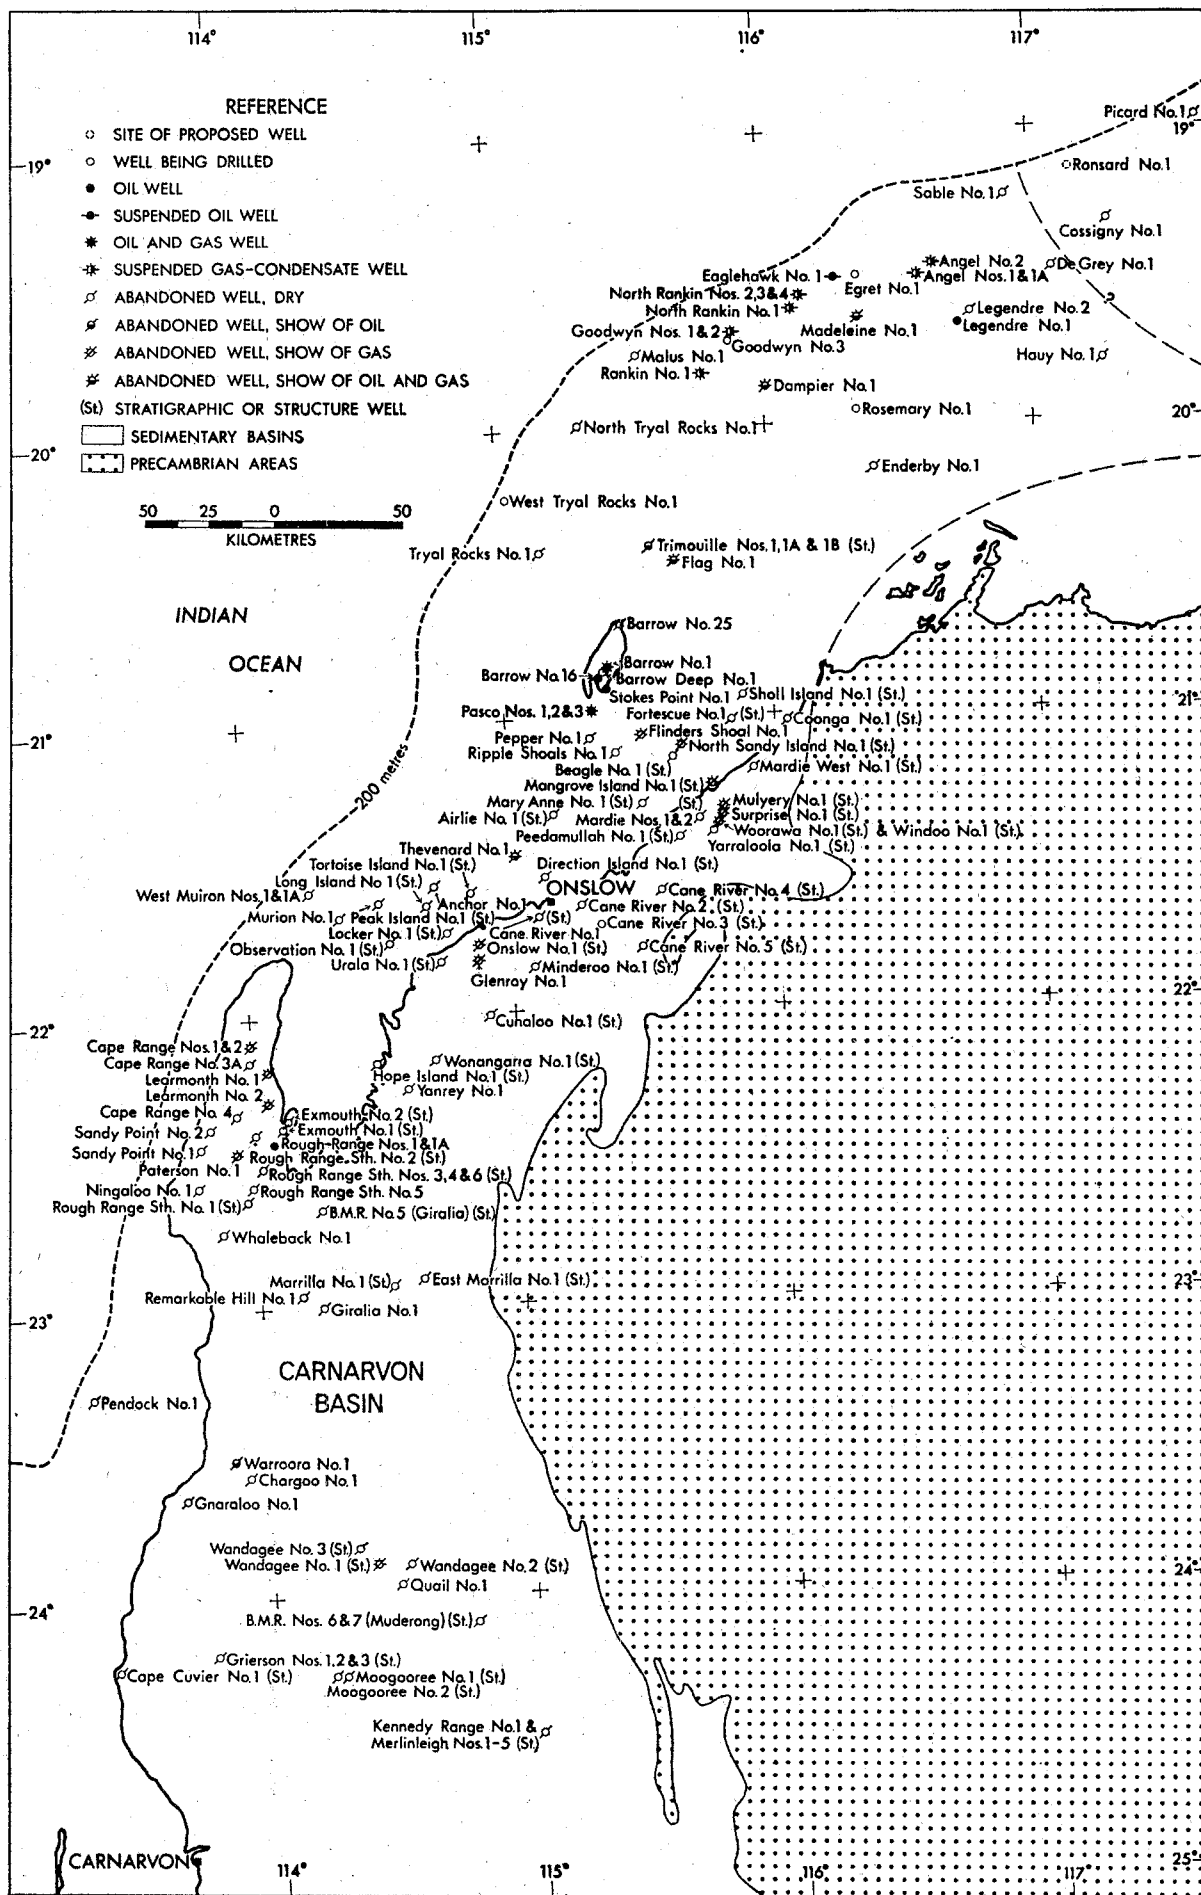 114°
115°
116°
117°
REFERENCE
SITE OF PROPOSED WELL
WELL BEING DRILLED
OIL WELL
SUSPENDED OIL WELL
OIL AND GAS WELL
SUSPENDED GAS-CONDENSATE WELL
ABANDONED WELL, DRY
ABANDONED WELL, SHOW OF OIL
ABANDONED WELL, SHOW OF GAS
ABANDONED WELL, SHOW OF OIL AND GAS
(St) STRATIGRAPHIC OR STRUCTURE WELL
SEDIMENTARY BASINS
PRECAMBRIAN AREAS
50 25 0 50
KILOMETRES
Picard No.1
19°
19°
Ronsard No.1
Sable No.1
Cossigny No.1
Angel No.2
De Grey No.1
Eaglehawk No. 1
Angel Nos.1&1A
Egret No.1
North Rankin Nos. 2,3&4
?
North Rankin No.1
Legendre No.2
Legendre No.1
Goodwyn Nos. 1&2
Madeleine No.1
Goodwyn No.3
Malus No.1
Hauy No.1
Rankin No.1
Dampier No.1
Rosemary No.1
20°
North Tryal Rocks No.1
20°
Enderby No.1
West Tryal Rocks No.1
Trimouille Nos.1,1A & 1B (St.)
Tryal Rocks No.1
Flag No.1
INDIAN
OCEAN
Barrow No.25
Barrow No.1
Barrow No.16
Barrow Deep No.1
Stokes Point No.1
Sholl Island No.1 (St.)
21°
Pasco Nos. 1,2&3
Fortescue No.1 (St.)
Coonga No.1 (St.)
Flinders Shoal No.1
21°
Pepper No.1
North Sandy Island No.1 (St.)
Ripple Shoals No.1
200 metres
Beagle No.1 (St.)
Mardie West No.1 (St.)
Mangrove Island No.1 (St.)
Mary Anne No.1 (St)
(St.)
Mulyery No.1 (St.)
Airlie No.1 (St.)
Mardie Nos.1&2
Surprise No.1 (St.)
Peedamullah No.1 (St.)
Woorawa No.1(St.) & Windoo No.1 (St.)
Yarraloola No.1 (St.)
Thevenard No.1
Tortoise Island No.1 (St.)
Direction Island No.1 (St.)
Long Island No 1 (St.)
ONSLOW
West Muiron Nos. 1&1A
Anchor No.1
Cane River No.4 (St.)
Cane River No.2 (St.)
Murion No.1
Peak Island No.1 (St.)
(St.)
Cane River No.3 (St.)
Locker No.1 (St.)
Cane River No.1
Observation No.1 (St.)
Onslow No.1 (St.)
Cane River No.5 (St.)
Urala No.1 (St.)
Minderoo No.1 (St.)
Glenroy No.1
22°
22°
Cunaloo No.1 (St.)
Cape Range Nos.1&2
Cape Range No.3A
Wonangarra No.1 (St.)
Learmonth No.1
Hope Island No.1 (St.)
Learmonth No.2
Yanrey No.1
Cape Range No.4
Exmouth No.2 (St.)
Sandy Point No.2
Exmouth No.1 (St.)
Rough Range Nos.1&1A
Sandy Point No.1
Rough Range Sth. No.2 (St.)
Paterson No.1
Rough Range Sth. Nos. 3,4&6 (St.)
Ningaloo No.1
Rough Range Sth. No.5
Rough Range Sth. No.1 (St)
B.M.R. No.5 (Giralia) (St.)
Whaleback No.1
23°
Marrilla No.1 (St)
East Marrilla No.1 (St.)
Remarkable Hill No.1
Giralia No.1
23°
CARNARVON
BASIN
Pendock No.1
Warroora No.1
Chargoo No.1
Gnaraloo No.1
Wandagee No.3 (St)
Wandagee No.1 (St.)
Wandagee No.2 (St.)
24°
Quail No.1
24°
B.M.R. Nos. 6&7 (Muderong) (St.)
Grierson Nos.1,2&3 (St.)
Cape Cuvier No.1 (St.)
Moogooree No.1 (St.)
Moogooree No.2 (St.)
Kennedy Range No.1 &
Merlinleigh Nos.1-5 (St.)
CARNARVON
25°
114°
115°
116°
117°